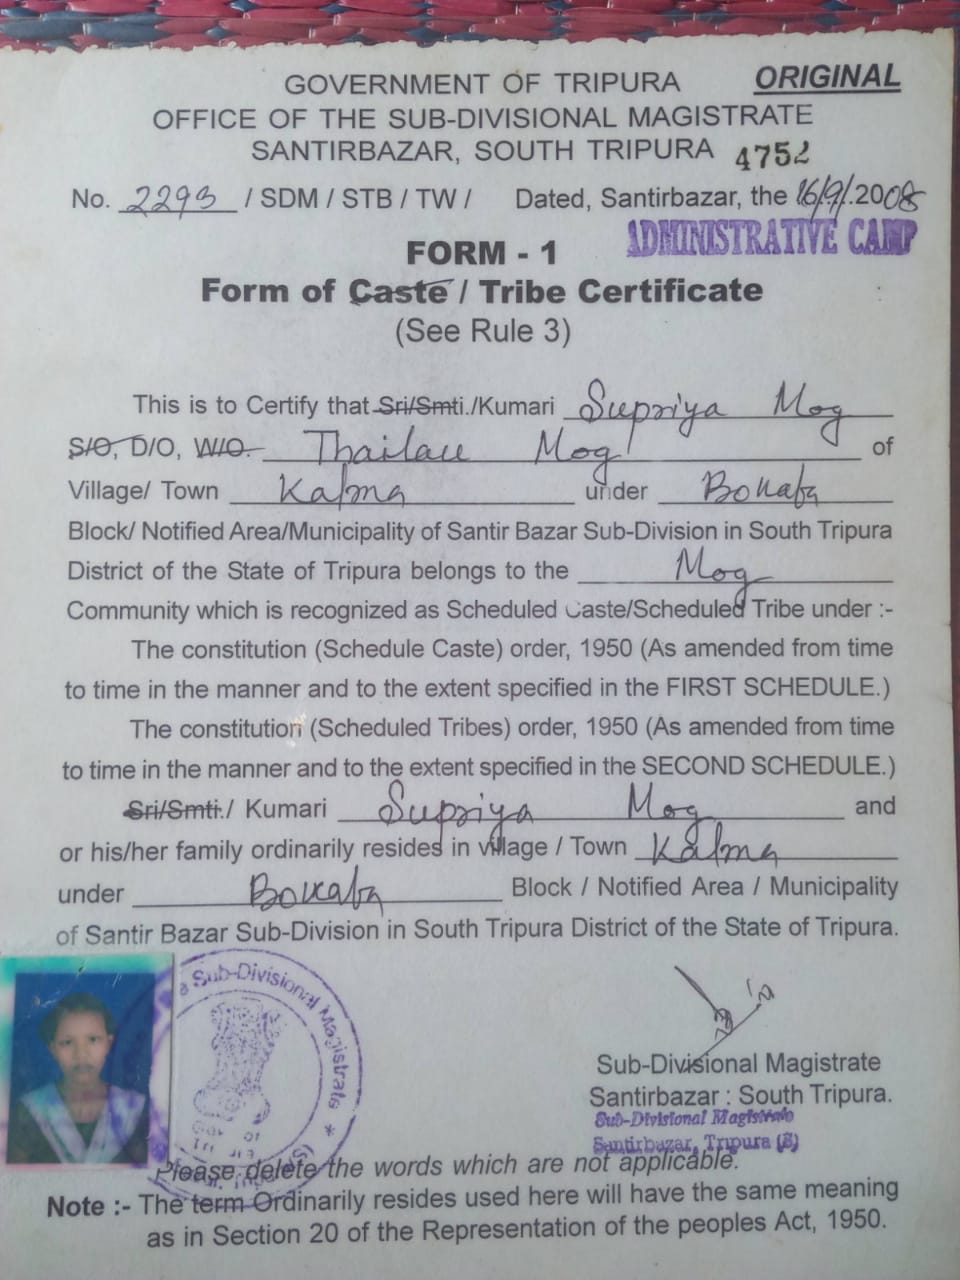 GOVERNMENT OF TRIPURA ORIGINAL
OFFICE OF THE SUB-DIVISIONAL MAGISTRATE
SANTIRBAZAR, SOUTH TRIPURA 4752
No. 2293 / SDM / STB / TW / Dated, Santirbazar, the 16/9/.2008
ADMINISTRATIVE CAMP
FORM - 1
Form of Caste / Tribe Certificate
(See Rule 3)
This is to Certify that Sri/Smti./Kumari Supriya Mog
S/O, D/O, W/O. Thailau Mog of
Village/ Town Kalma under Bokafa
Block/ Notified Area/Municipality of Santir Bazar Sub-Division in South Tripura
District of the State of Tripura belongs to the Mog
Community which is recognized as Scheduled Caste/Scheduled Tribe under :-
The constitution (Schedule Caste) order, 1950 (As amended from time
to time in the manner and to the extent specified in the FIRST SCHEDULE.)
The constitution (Scheduled Tribes) order, 1950 (As amended from time
to time in the manner and to the extent specified in the SECOND SCHEDULE.)
Sri/Smti./ Kumari Supriya Mog and
or his/her family ordinarily resides in village / Town Kalma
under Bokafa Block / Notified Area / Municipality
of Santir Bazar Sub-Division in South Tripura District of the State of Tripura.
Sub-Divisional Magistrate *
Sub-Divisional Magistrate
Santirbazar : South Tripura.
Sub-Divisional Magistrate
Santirbazar, Tripura (S)
Please delete the words which are not applicable.
Note :- The term Ordinarily resides used here will have the same meaning
as in Section 20 of the Representation of the peoples Act, 1950.